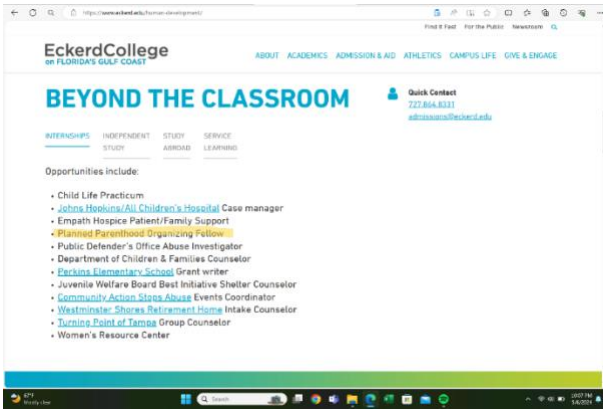 https://www.eckerd.edu/human-development/
Find It Fast For the Public Newsroom
EckerdCollege
on FLORIDA'S GULF COAST
ABOUT ACADEMICS ADMISSION & AID ATHLETICS CAMPUS LIFE GIVE & ENGAGE
BEYOND THE CLASSROOM
Quick Contact
727.864.8331
admissions@eckerd.edu
INTERNSHIPS INDEPENDENT STUDY STUDY ABROAD SERVICE LEARNING
Opportunities include:
• Child Life Practicum
• Johns Hopkins/All Children's Hospital Case manager
• Empath Hospice Patient/Family Support
• Planned Parenthood Organizing Fellow
• Public Defender's Office Abuse Investigator
• Department of Children & Families Counselor
• Perkins Elementary School Grant writer
• Juvenile Welfare Board Best Initiative Shelter Counselor
• Community Action Stops Abuse Events Coordinator
• Westminster Shores Retirement Home Intake Counselor
• Turning Point of Tampa Group Counselor
• Women's Resource Center
Mostly clear
Search
10:07 PM